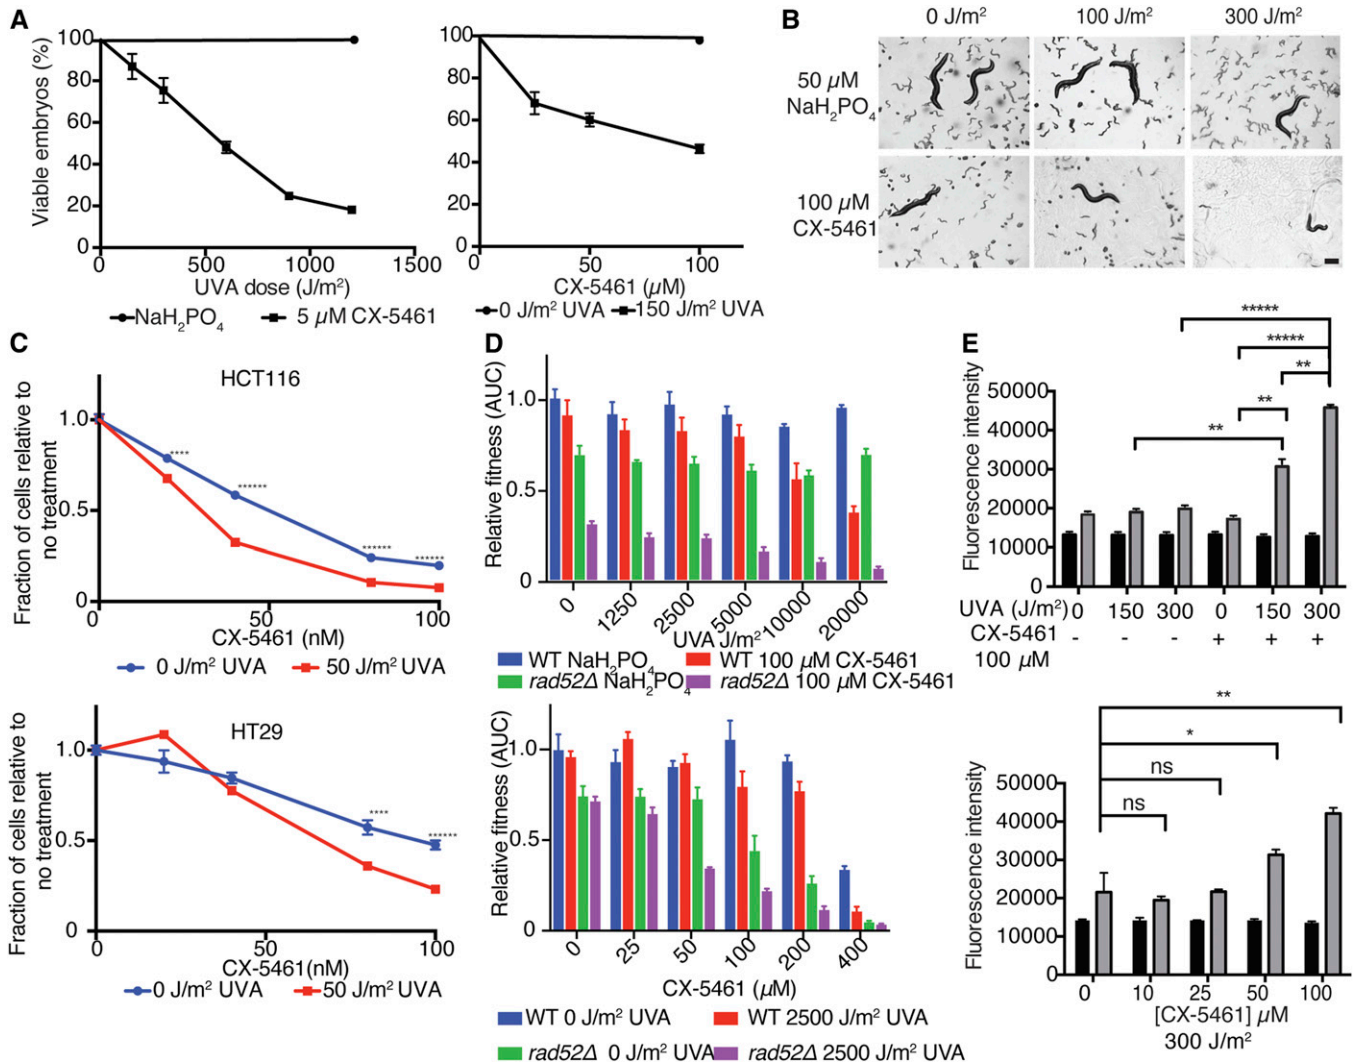 A
Viable embryos (%)
100
80
60
40
20
0
0
500
1000
1500
UVA dose (J/m²)
NaH₂PO₄
5 µM CX-5461
100
80
60
40
20
0
0
50
100
CX-5461 (µM)
0 J/m² UVA
150 J/m² UVA
B
0 J/m²
100 J/m²
300 J/m²
50 µM
NaH₂PO₄
100 µM
CX-5461
C
HCT116
Fraction of cells relative to
no treatment
1.0
0.5
0
****
******
******
******
0
50
100
CX-5461 (nM)
0 J/m² UVA
50 J/m² UVA
HT29
Fraction of cells relative to
no treatment
1.0
0.5
0
****
******
0
50
100
CX-5461(nM)
0 J/m² UVA
50 J/m² UVA
D
Relative fitness (AUC)
1.0
0.5
0
0
1250
2500
5000
10000
20000
UVA J/m²
WT NaH₂PO₄
WT 100 µM CX-5461
rad52Δ NaH₂PO₄
rad52Δ 100 µM CX-5461
Relative fitness (AUC)
1.0
0.5
0
0
25
50
100
200
400
CX-5461 (µM)
WT 0 J/m² UVA
WT 2500 J/m² UVA
rad52Δ 0 J/m² UVA
rad52Δ 2500 J/m² UVA
E
*****
*****
**
**
**
Fluorescence intensity
50000
40000
30000
20000
10000
0
UVA (J/m²) 0 150 300 0 150 300
CX-5461 - - - + + +
100 µM
**
*
ns
ns
Fluorescence intensity
50000
40000
30000
20000
10000
0
0
10
25
50
100
[CX-5461] µM
300 J/m²